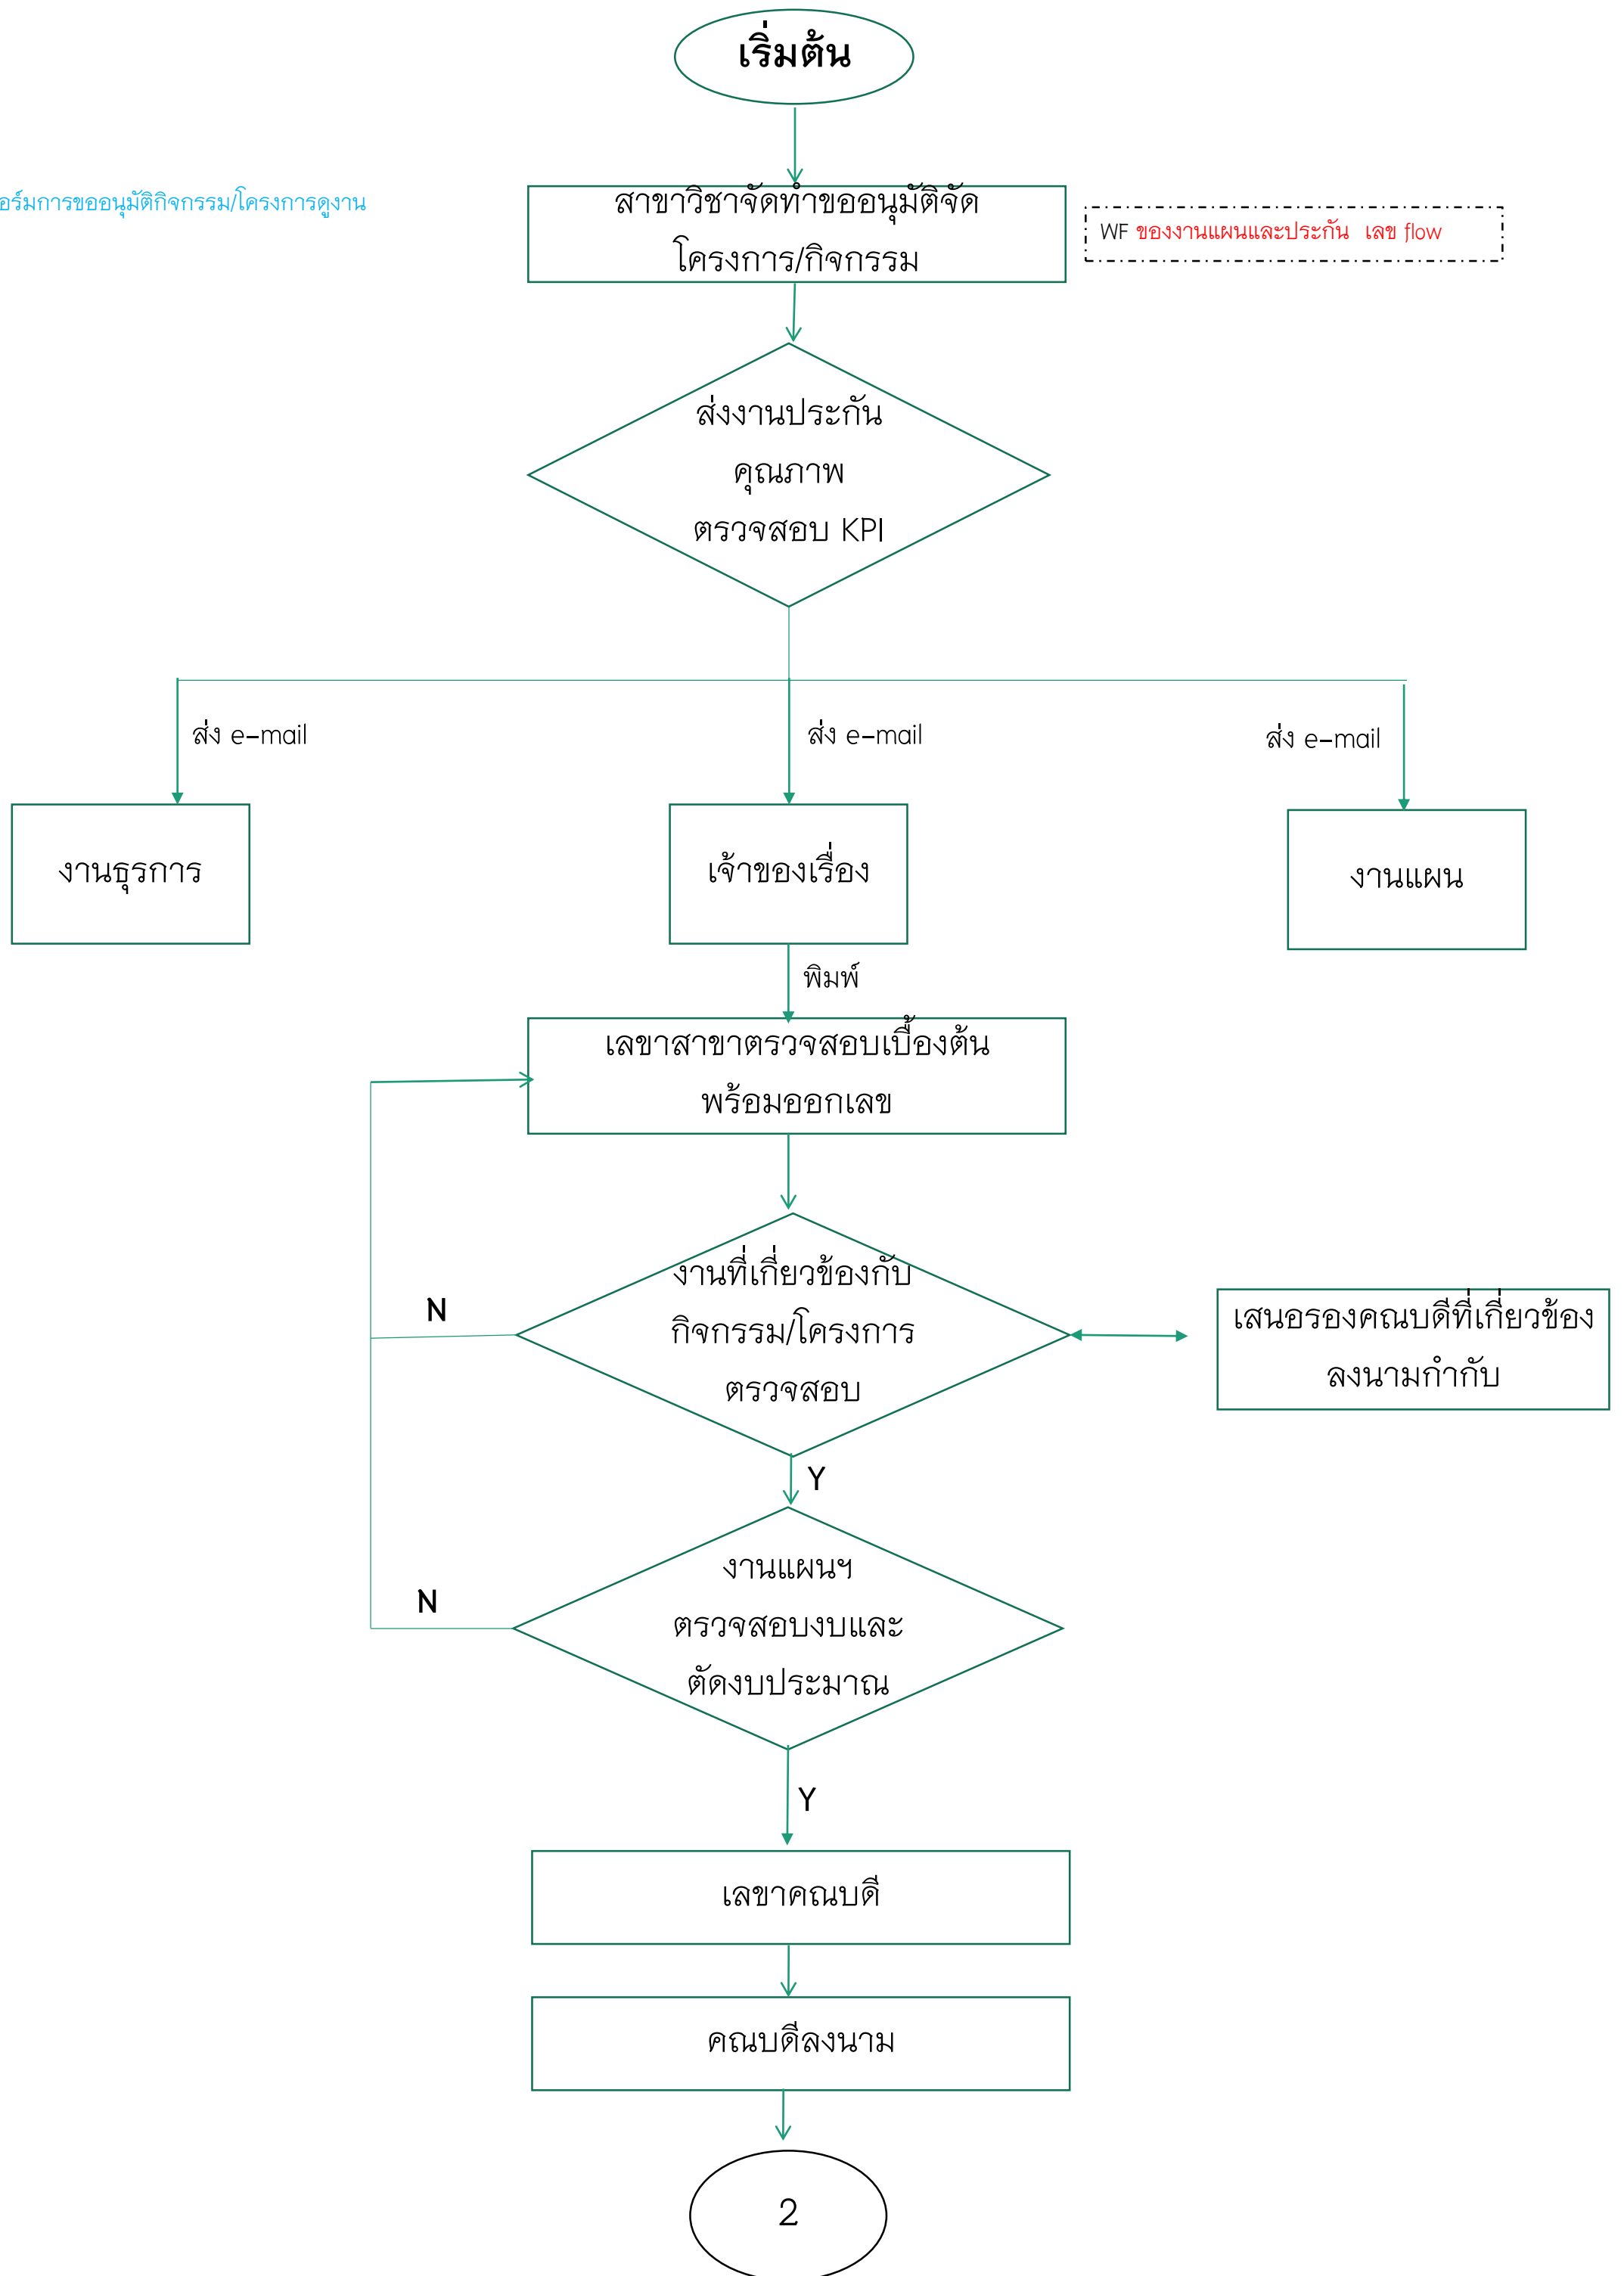 เริ่มต้น
อร์มการขออนุมัติกิจกรรม/โครงการดูงาน
สาขาวิชาจัดทำขออนุมัติจัด
โครงการ/กิจกรรม
WF ของงานแผนและประกัน เลข flow
ส่งงานประกัน
คุณภาพ
ตรวจสอบ KPI
ส่ง e-mail
ส่ง e-mail
ส่ง e-mail
งานธุรการ
เจ้าของเรื่อง
งานแผน
พิมพ์
เลขาสาขาตรวจสอบเบื้องต้น
พร้อมออกเลข
งานที่เกี่ยวข้องกับ
กิจกรรม/โครงการ
ตรวจสอบ
N
เสนอรองคณบดีที่เกี่ยวข้อง
ลงนามกำกับ
Y
งานแผนฯ
ตรวจสอบงบและ
ตัดงบประมาณ
N
Y
เลขาคณบดี
คณบดีลงนาม
2